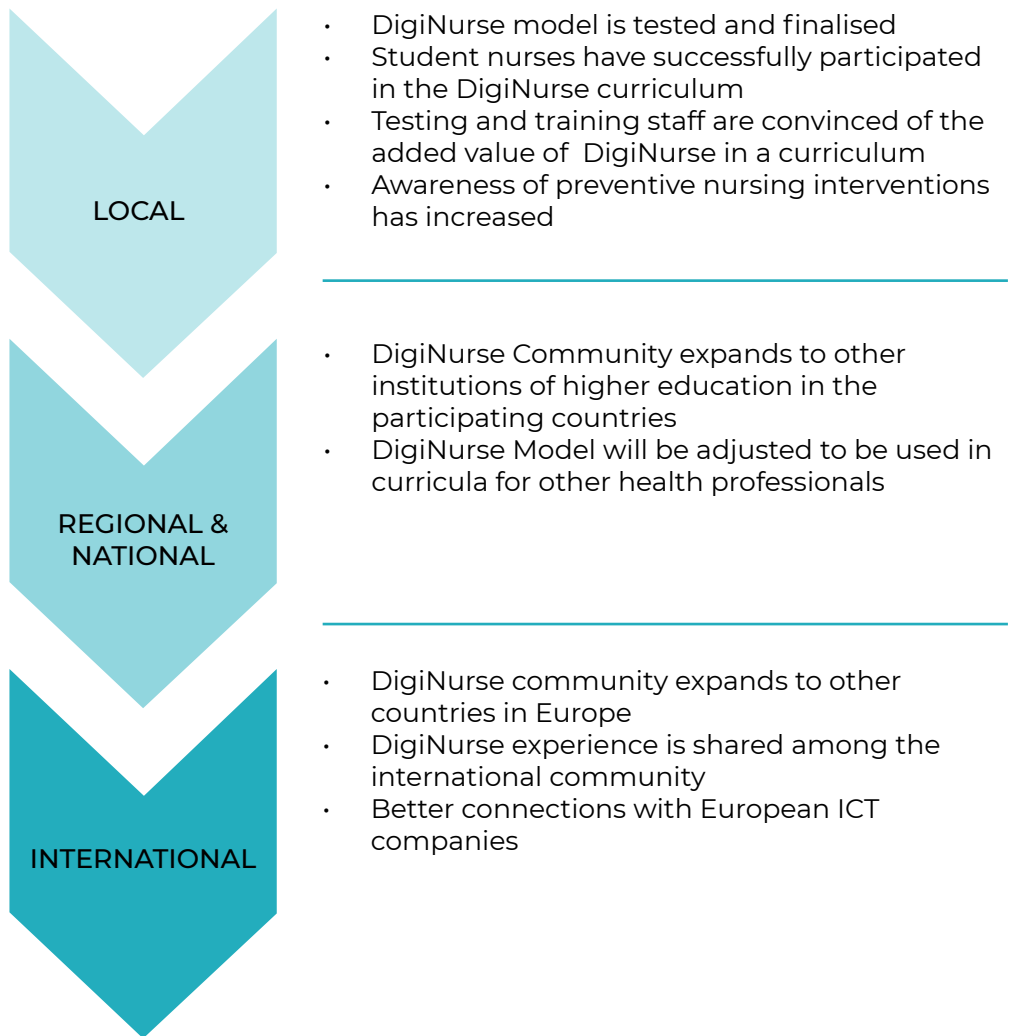 LOCAL
• DigiNurse model is tested and finalised
• Student nurses have successfully participated
in the DigiNurse curriculum
• Testing and training staff are convinced of the
added value of  DigiNurse in a curriculum
• Awareness of preventive nursing interventions
has increased
REGIONAL &
NATIONAL
• DigiNurse Community expands to other
institutions of higher education in the
participating countries
• DigiNurse Model will be adjusted to be used in
curricula for other health professionals
INTERNATIONAL
• DigiNurse community expands to other
countries in Europe
• DigiNurse experience is shared among the
international community
• Better connections with European ICT
companies